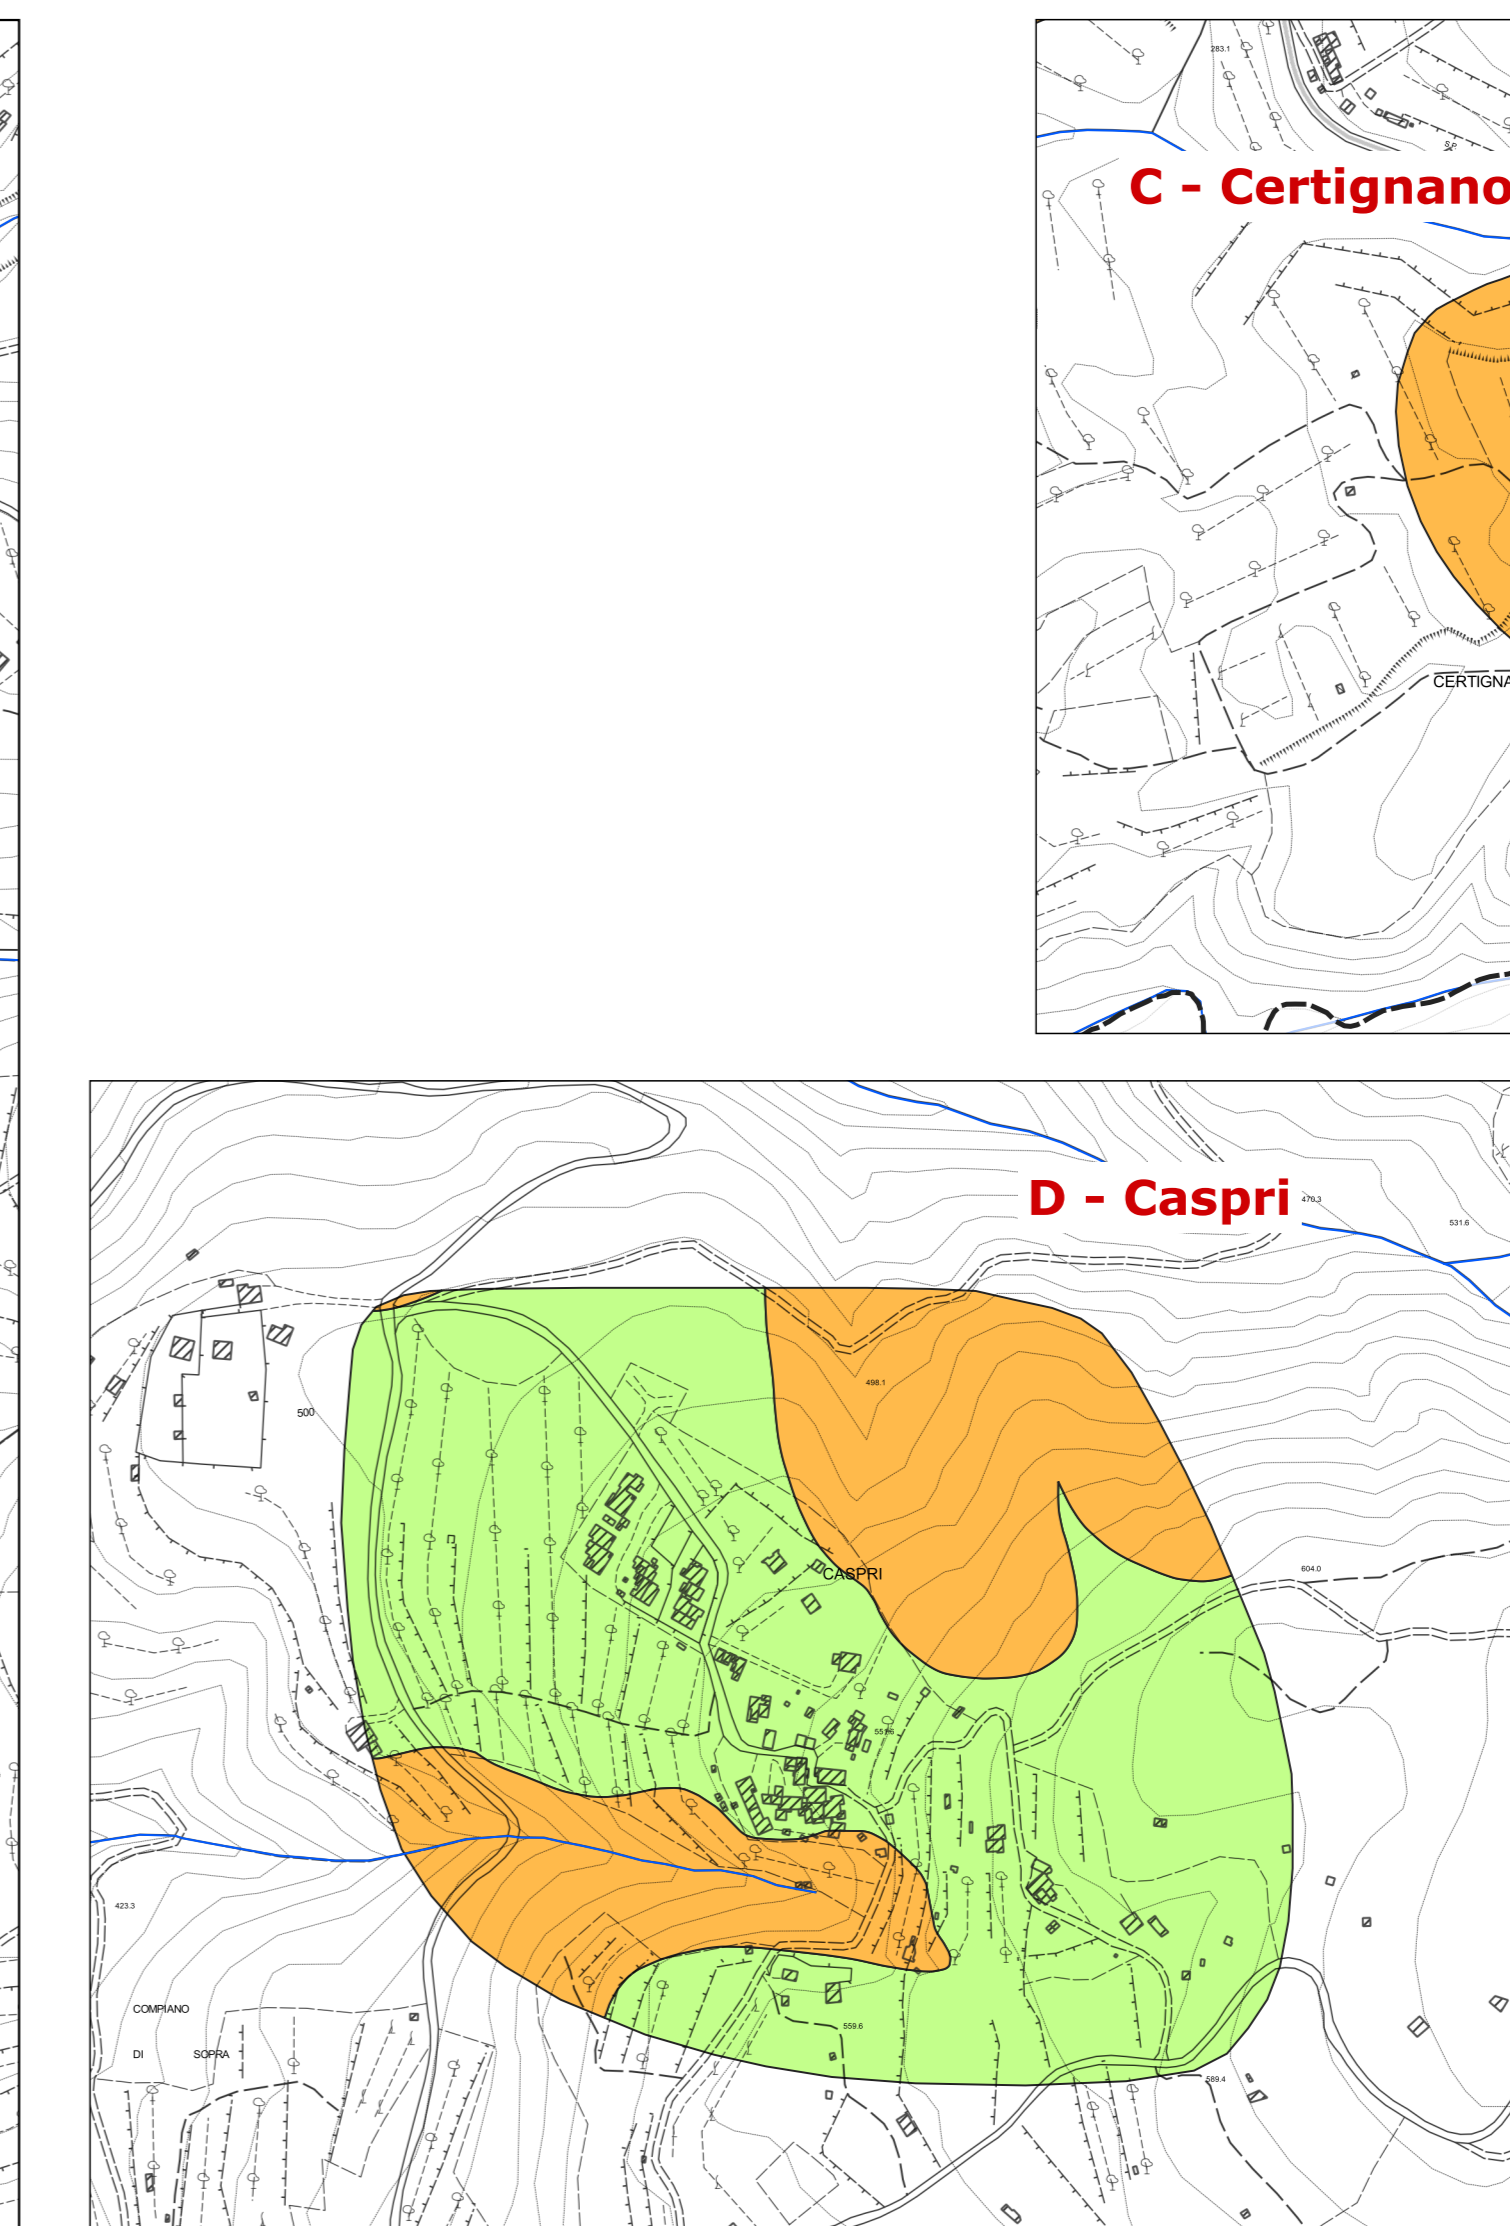 283.1
S.P.
C - Certignano
CERTIGNA
D - Caspri
470.3
531.6
498.1
500
CASPRI
604.0
423.3
COMPIANO
DI SOPRA
559.6
589.4